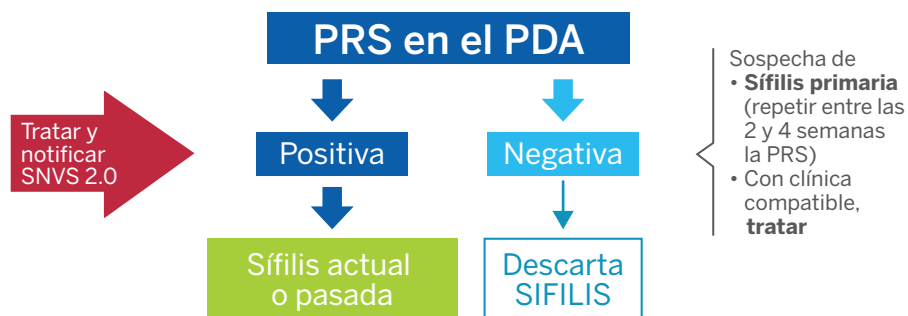 PRS en el PDA
Tratar y
notificar
SNVS 2.0
Positiva
Negativa
Sífilis actual
o pasada
Descarta
SIFILIS
Sospecha de
• Sífilis primaria
(repetir entre las
2 y 4 semanas
la PRS)
• Con clínica
compatible,
tratar